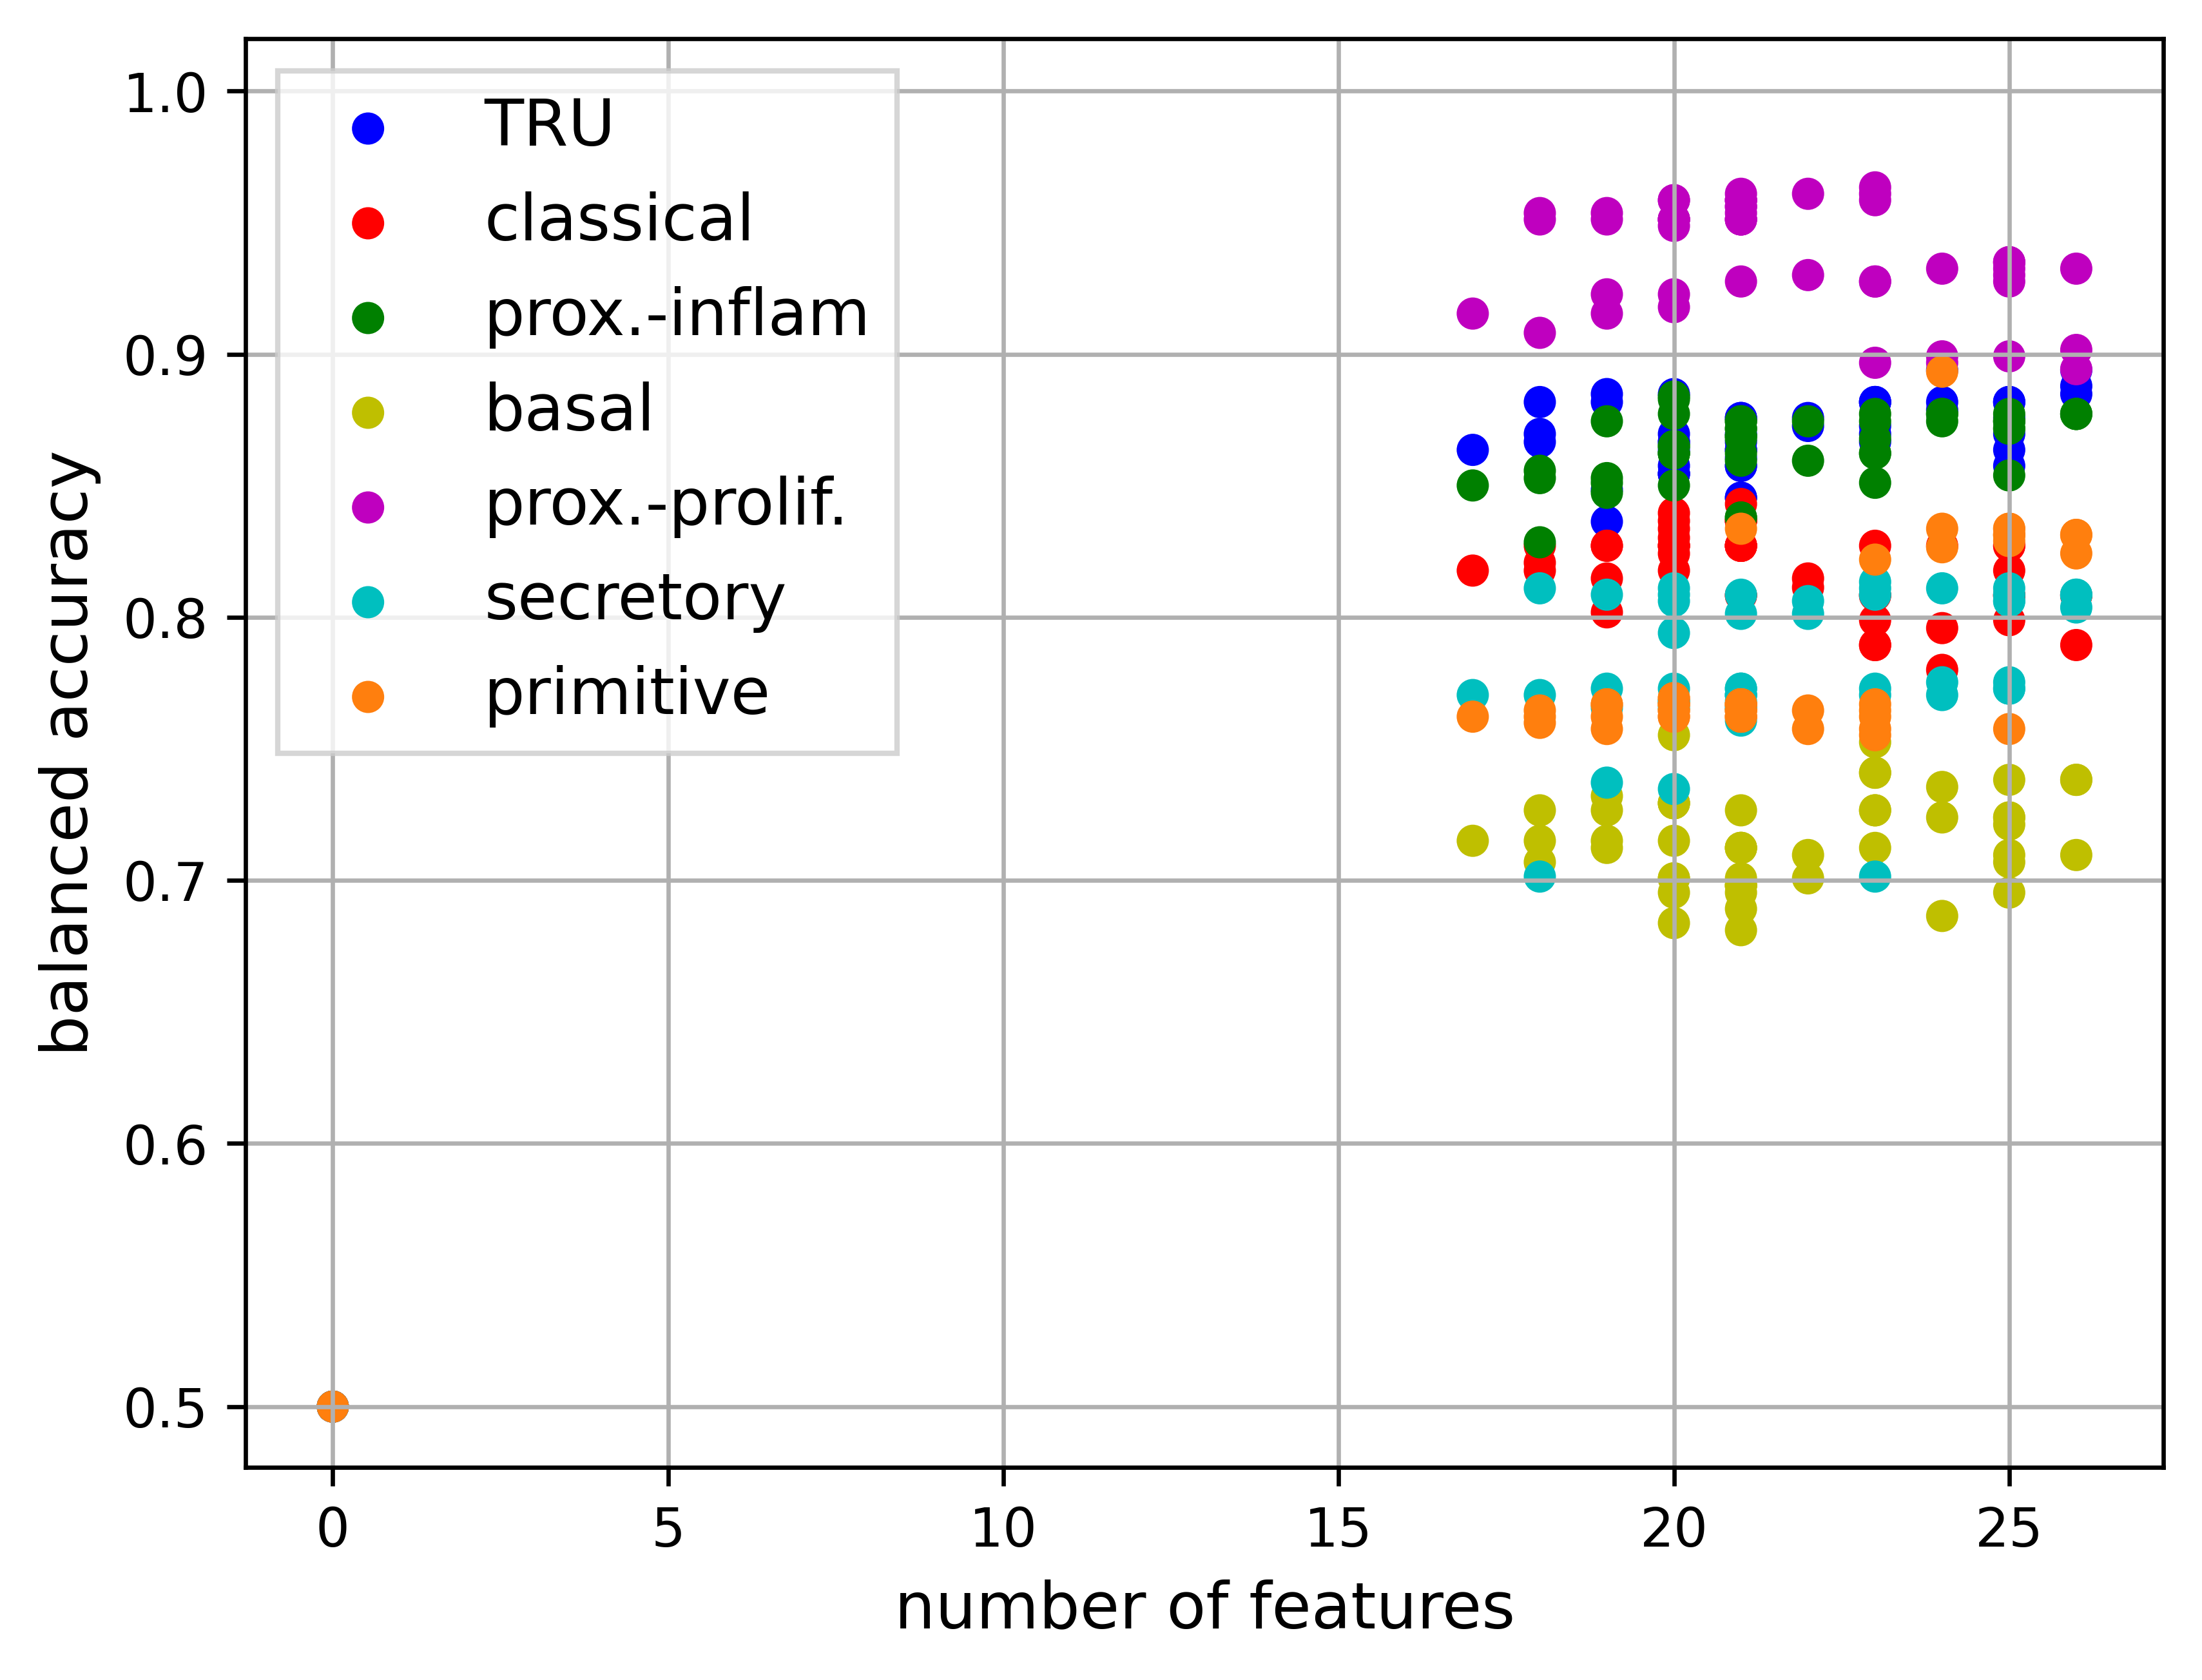 1.0
0.9
0.8
0.7
0.6
0.5
balanced accuracy
TRU
classical
prox.-inflam
basal
prox.-prolif.
secretory
primitive
0 5 10 15 20 25
number of features